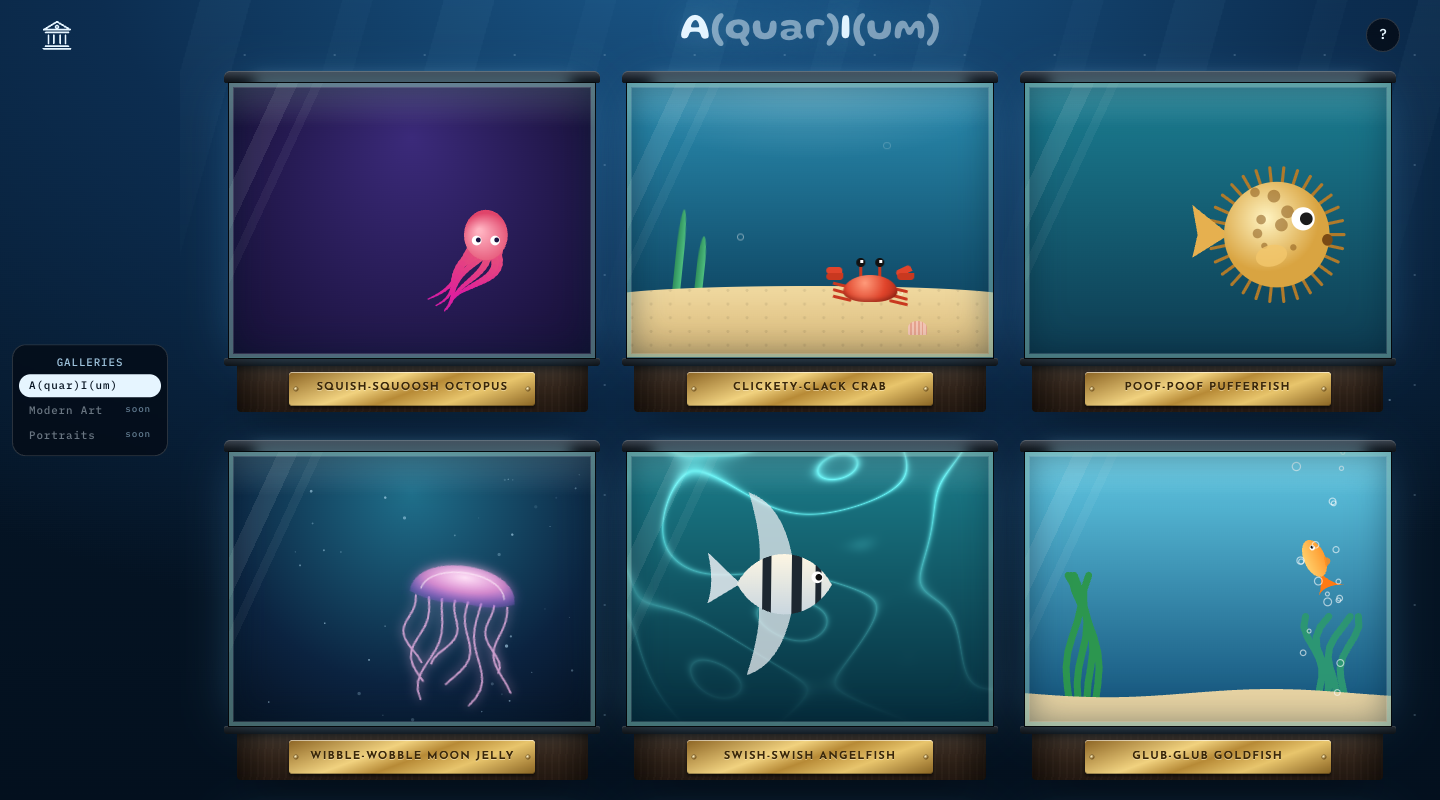 A(quar)I(um)
?
SQUISH-SQUOOSH OCTOPUS
CLICKETY-CLACK CRAB
POOF-POOF PUFFERFISH
GALLERIES
A(quar)I(um)
Modern Art soon
Portraits soon
WIBBLE-WOBBLE MOON JELLY
SWISH-SWISH ANGELFISH
GLUB-GLUB GOLDFISH